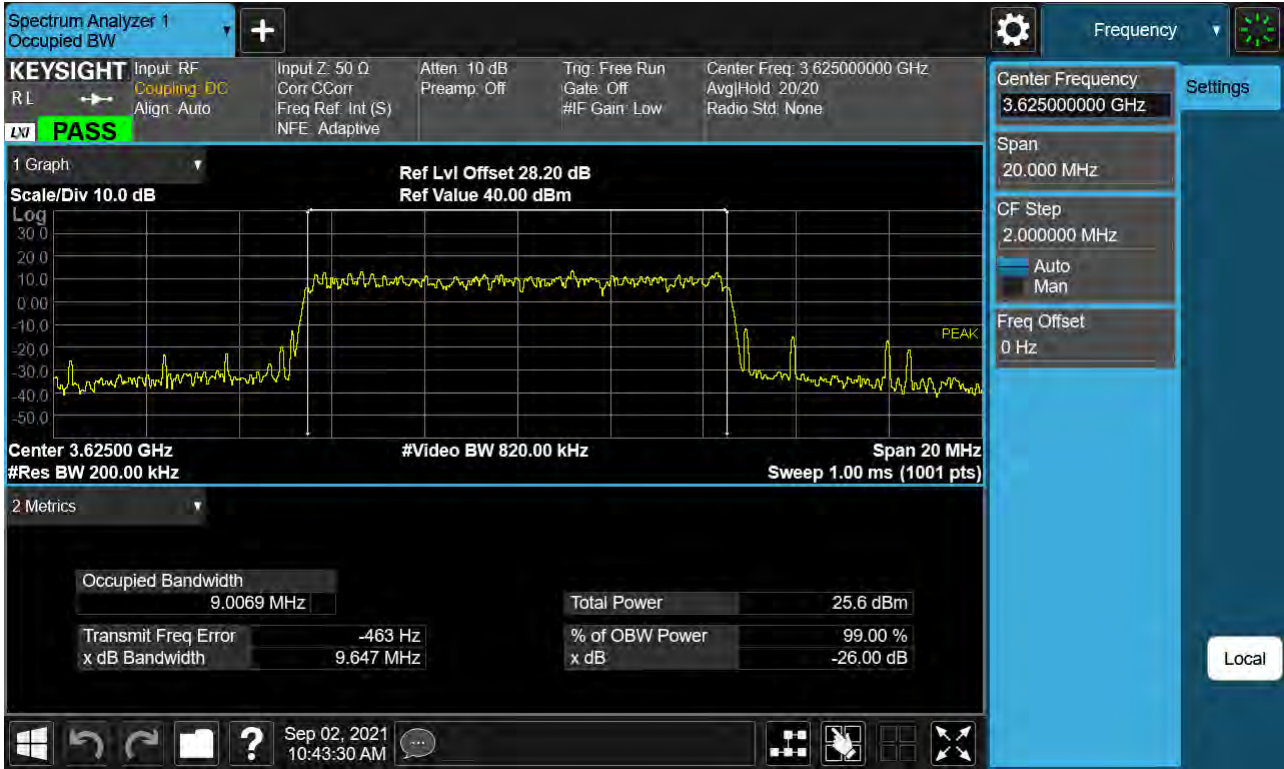 Spectrum Analyzer 1
Occupied BW
Frequency
KEYSIGHT
RL
LXI
PASS
Input: RF
Coupling: DC
Align: Auto
Input Z: 50 Ω
Corr CCorr
Freq Ref: Int (S)
NFE: Adaptive
Atten: 10 dB
Preamp: Off
Trig: Free Run
Gate: Off
#IF Gain: Low
Center Freq: 3.625000000 GHz
Avg|Hold: 20/20
Radio Std: None
Center Frequency
3.625000000 GHz
Settings
Span
20.000 MHz
CF Step
2.000000 MHz
Auto
Man
Freq Offset
0 Hz
1 Graph
Scale/Div 10.0 dB
Ref Lvl Offset 28.20 dB
Ref Value 40.00 dBm
Log
30.0
20.0
10.0
0.00
-10.0
-20.0
-30.0
-40.0
-50.0
PEAK
Center 3.62500 GHz
#Video BW 820.00 kHz
Span 20 MHz
#Res BW 200.00 kHz
Sweep 1.00 ms (1001 pts)
2 Metrics
Occupied Bandwidth
9.0069 MHz
Total Power 25.6 dBm
Transmit Freq Error -463 Hz
% of OBW Power 99.00 %
x dB Bandwidth 9.647 MHz
x dB -26.00 dB
Local
Sep 02, 2021
10:43:30 AM